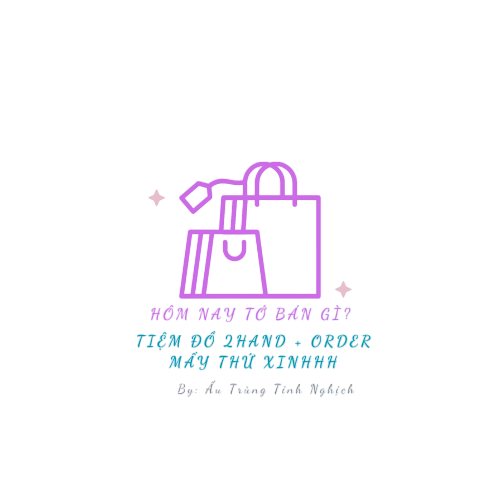 HÔM NAY TỚ BÁN GÌ?
TIỆM ĐỒ 2HAND + ORDER
MẤY THỨ XINHHH
By: Ấu Trùng Tinh Nghịch